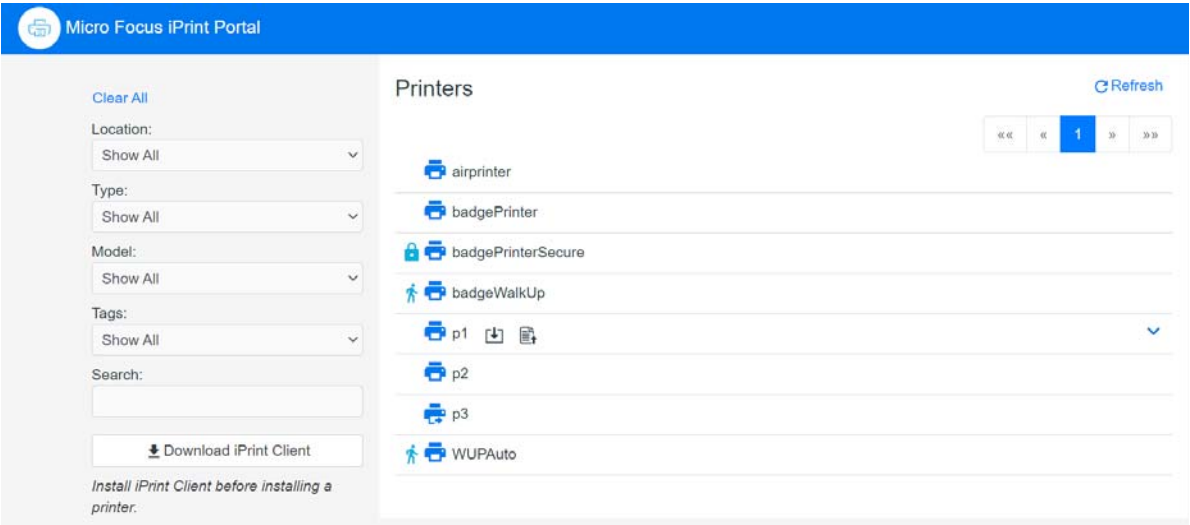 Micro Focus iPrint Portal
Clear All
Location:
Show All
Type:
Show All
Model:
Show All
Tags:
Show All
Search:
Download iPrint Client
Install iPrint Client before installing a
printer.
Printers
Refresh
«« « 1 » »»
airprinter
badgePrinter
badgePrinterSecure
badgeWalkUp
p1
p2
p3
WUPAuto